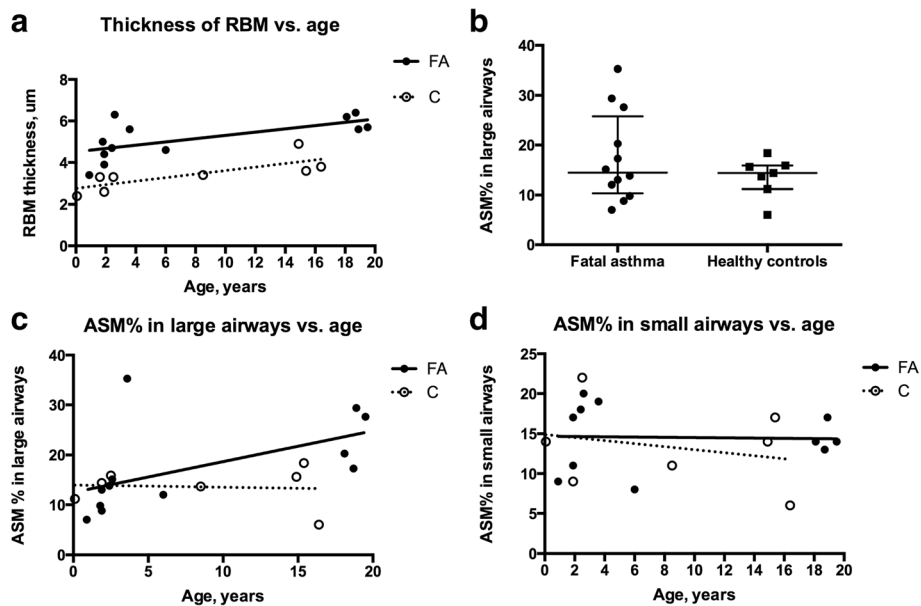 a
Thickness of RBM vs. age
FA
C
RBM thickness, um
8
6
4
2
0
0 2 4 6 8 10 12 14 16 18 20
Age, years
b
ASM% in large airways
40
30
20
10
0
Fatal asthma Healthy controls
c
ASM% in large airways vs. age
FA
C
ASM % in large airways
40
30
20
10
0
0 5 10 15 20
Age, years
d
ASM% in small airways vs. age
FA
C
ASM% in small airways
25
20
15
10
5
0
0 2 4 6 8 10 12 14 16 18 20
Age, years